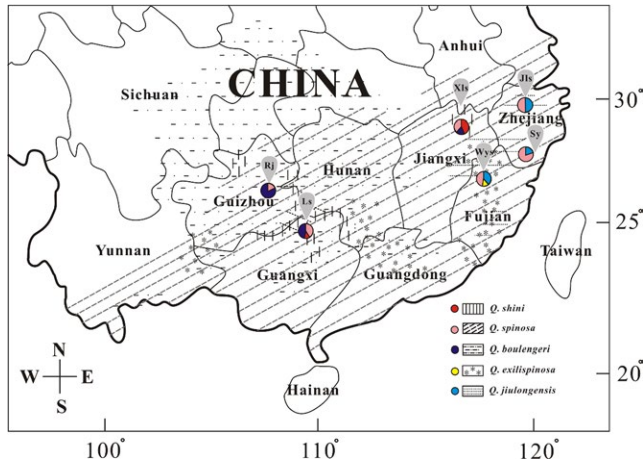 Anhui
CHINA
Sichuan
XIs
JIs
30°
Zhejiang
Sy
Hunan
Jiangxi
Wys
Rj
Guizhou
Ls
Fujian
25°
Yunnan
Guangxi
Guangdong
Taiwan
Q. shini
Q. spinosa
Q. boulengeri
Q. exilispinosa
Q. jiulongensis
N
W E
S
Hainan
20°
100° 110° 120°